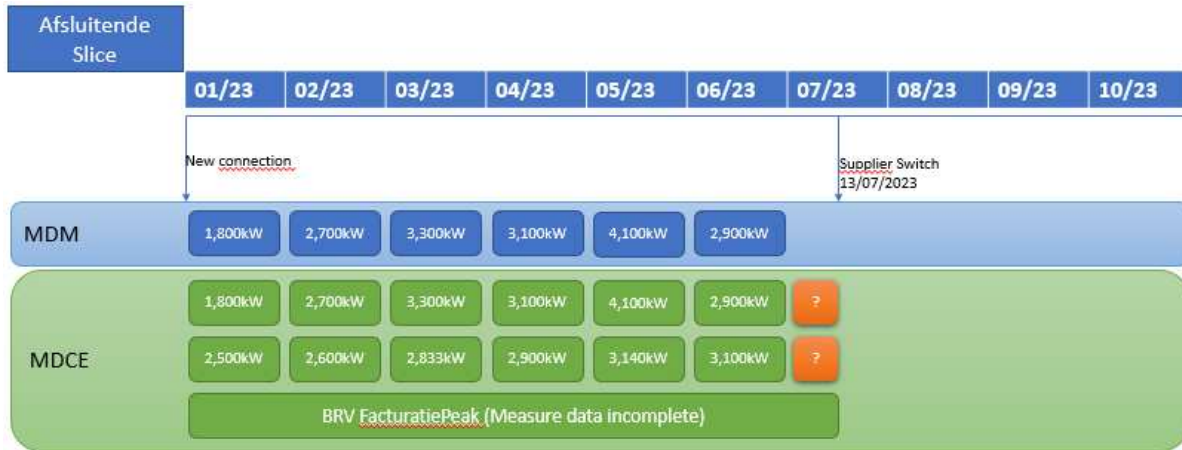 Afsluitende
Slice
01/23 02/23 03/23 04/23 05/23 06/23 07/23 08/23 09/23 10/23
New connection
Supplier Switch
13/07/2023
MDM
1,800kW 2,700kW 3,300kW 3,100kW 4,100kW 2,900kW
MDCE
1,800kW 2,700kW 3,300kW 3,100kW 4,100kW 2,900kW ?
2,500kW 2,600kW 2,833kW 2,900kW 3,140kW 3,100kW ?
BRV FacturatiePeak (Measure data incomplete)